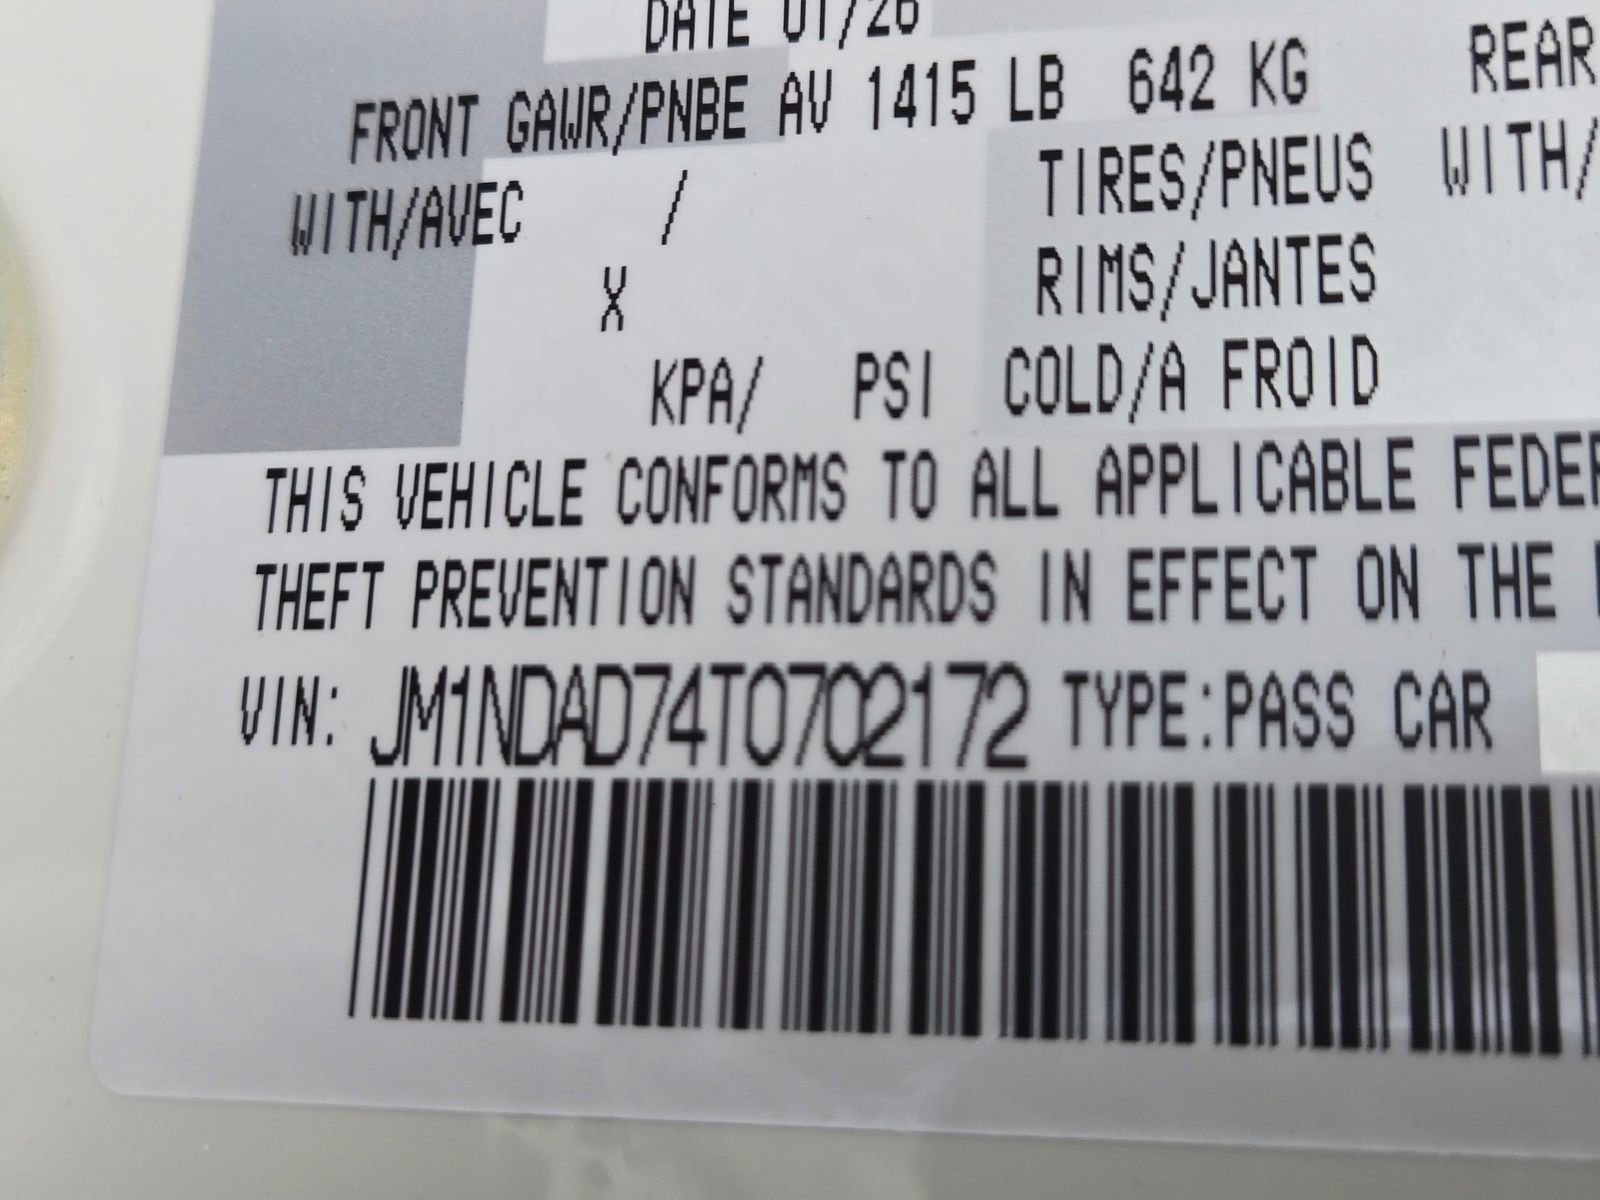 DATE 01/26
FRONT GAWR/PNBE AV 1415 LB 642 KG REAR
WITH/AVEC / TIRES/PNEUS WITH/
X RIMS/JANTES
KPA/ PSI COLD/A FROID
THIS VEHICLE CONFORMS TO ALL APPLICABLE FEDER
THEFT PREVENTION STANDARDS IN EFFECT ON THE
VIN: JM1NDAD74T0702172 TYPE:PASS CAR